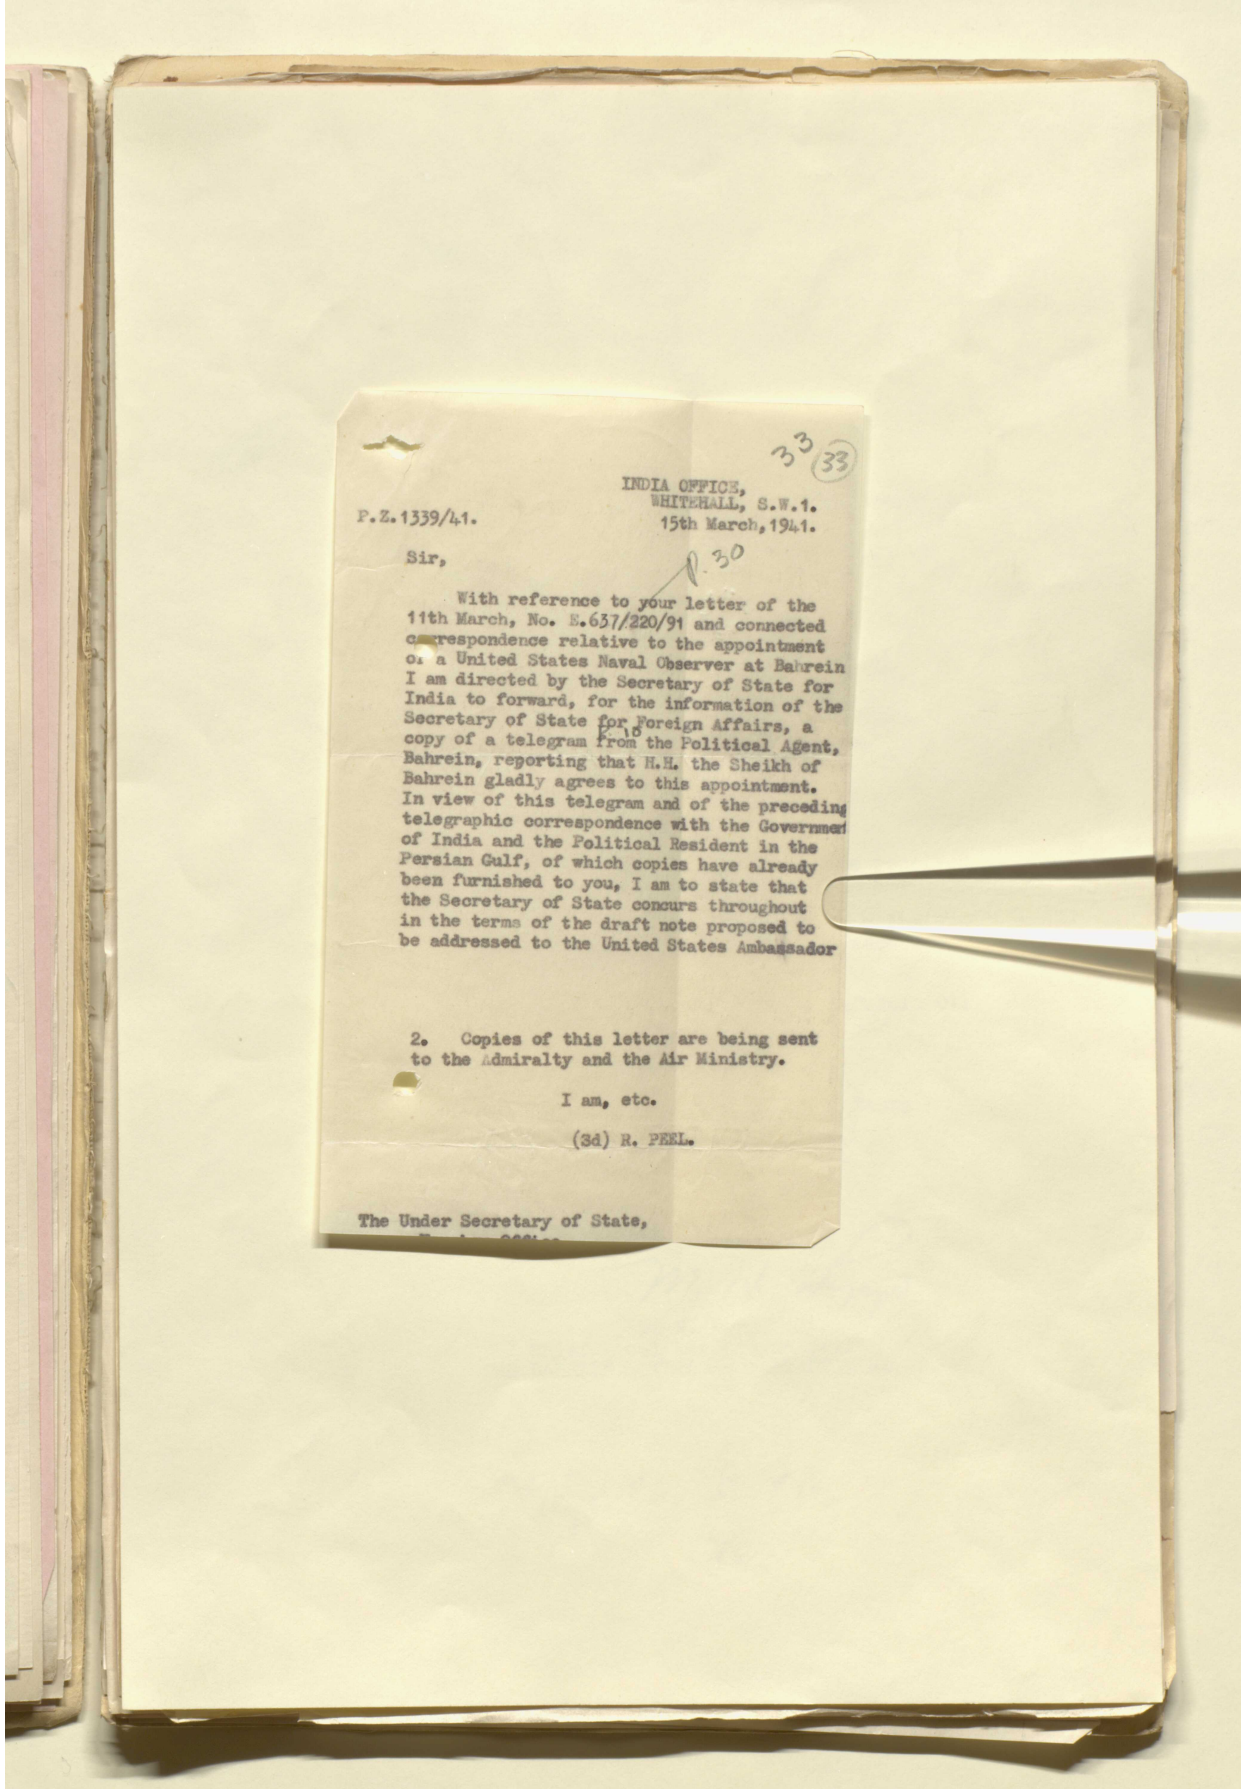 33
33
INDIA OFFICE,
WHITEHALL, S.W.1.
P.Z.1339/41.
15th March, 1941.
Sir,
p.30
With reference to your letter of the
11th March, No. E.637/220/91 and connected
correspondence relative to the appointment
of a United States Naval Observer at Bahrein
I am directed by the Secretary of State for
India to forward, for the information of the
Secretary of State for Foreign Affairs, a
copy of a telegram from the Political Agent,
Bahrein, reporting that H.H. the Sheikh of
Bahrein gladly agrees to this appointment.
In view of this telegram and of the preceding
telegraphic correspondence with the Governmen
of India and the Political Resident in the
Persian Gulf, of which copies have already
been furnished to you, I am to state that
the Secretary of State concurs throughout
in the terms of the draft note proposed to
be addressed to the United States Ambassador
2. Copies of this letter are being sent
to the Admiralty and the Air Ministry.
I am, etc.
(Sd) R. PEEL.
The Under Secretary of State,